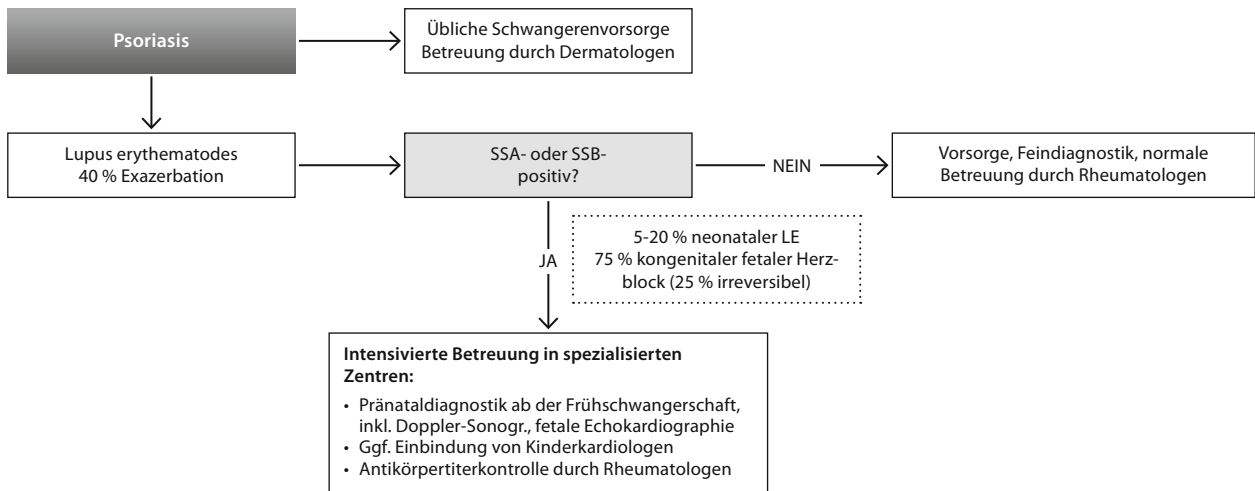 Psoriasis
Übliche Schwangerenvorsorge
Betreuung durch Dermatologen
Lupus erythematodes
40 % Exazerbation
SSA- oder SSB-
positiv?
NEIN
Vorsorge, Feindiagnostik, normale
Betreuung durch Rheumatologen
JA
5-20 % neonataler LE
75 % kongenitaler fetaler Herz-
block (25 % irreversibel)
Intensivierte Betreuung in spezialisierten
Zentren:
• Pränataldiagnostik ab der Frühschwangerschaft,
inkl. Doppler-Sonogr., fetale Echokardiographie
• Ggf. Einbindung von Kinderkardiologen
• Antikörpertiterkontrolle durch Rheumatologen